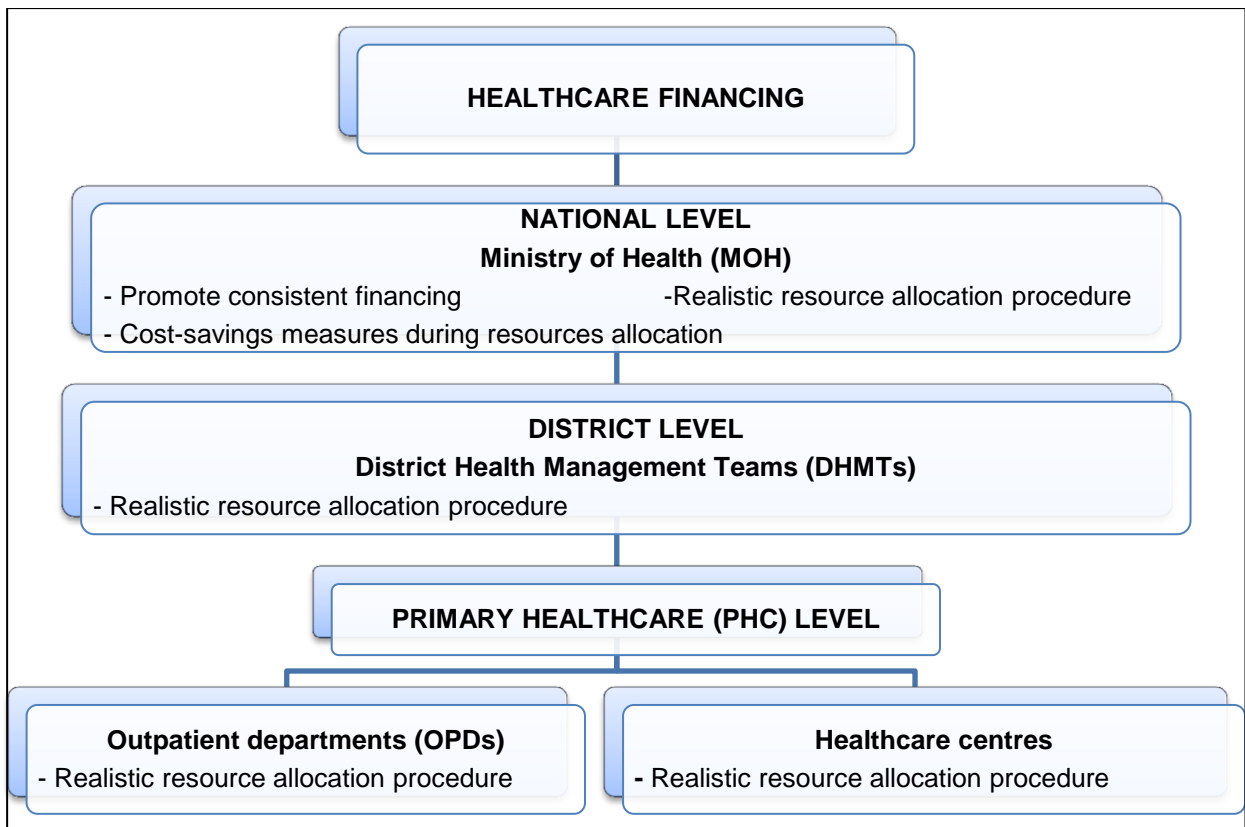 HEALTHCARE FINANCING
NATIONAL LEVEL
Ministry of Health (MOH)
- Promote consistent financing -Realistic resource allocation procedure
- Cost-savings measures during resources allocation
DISTRICT LEVEL
District Health Management Teams (DHMTs)
- Realistic resource allocation procedure
PRIMARY HEALTHCARE (PHC) LEVEL
Outpatient departments (OPDs)
- Realistic resource allocation procedure
Healthcare centres
- Realistic resource allocation procedure